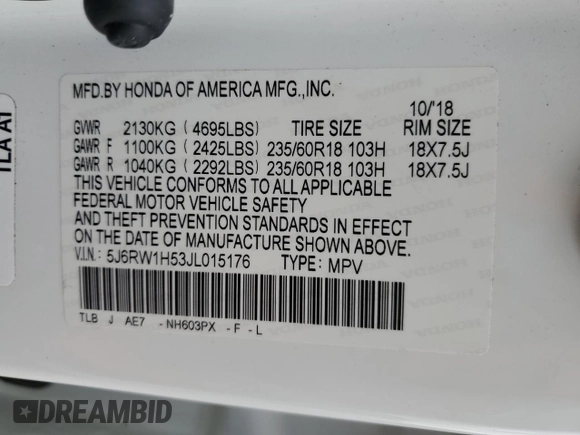 MFD.BY HONDA OF AMERICA MFG.,INC.
10/'18
GVWR 2130KG ( 4695LBS) TIRE SIZE RIM SIZE
GAWR F 1100KG ( 2425LBS) 235/60R18 103H 18X7.5J
GAWR R 1040KG ( 2292LBS) 235/60R18 103H 18X7.5J
THIS VEHICLE CONFORMS TO ALL APPLICABLE
FEDERAL MOTOR VEHICLE SAFETY
AND THEFT PREVENTION STANDARDS IN EFFECT
ON THE DATE OF MANUFACTURE SHOWN ABOVE.
V.I.N.: 5J6RW1H53JL015176 TYPE: MPV
TLB J AE7 -NH603PX -F -L
TLA A1
DREAMBID